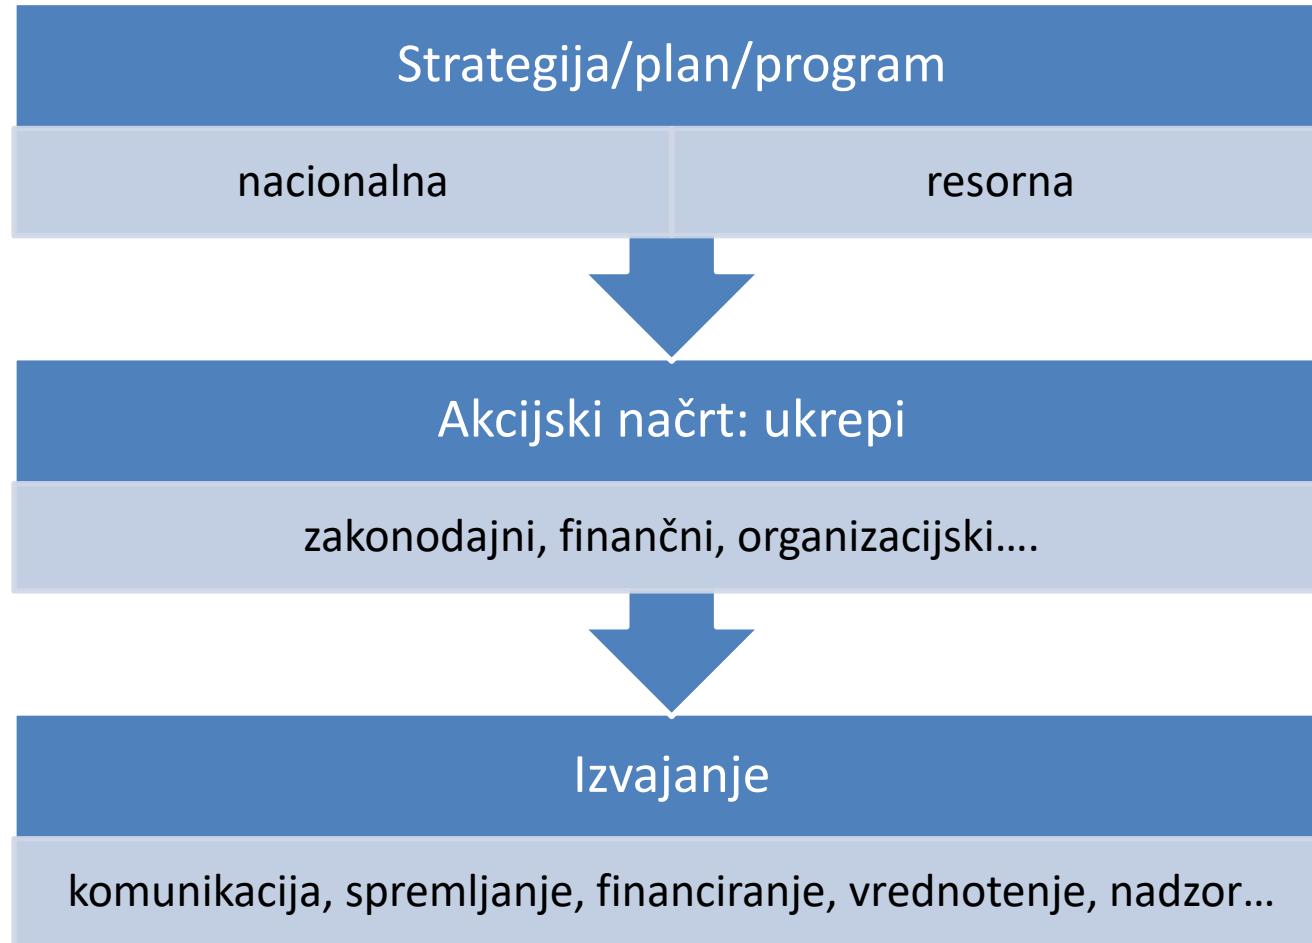 Strategija/plan/program
nacionalna
resorna
Akcijski načrt: ukrepi
zakonodajni, finančni, organizacijski….
Izvajanje
komunikacija, spremljanje, financiranje, vrednotenje, nadzor…